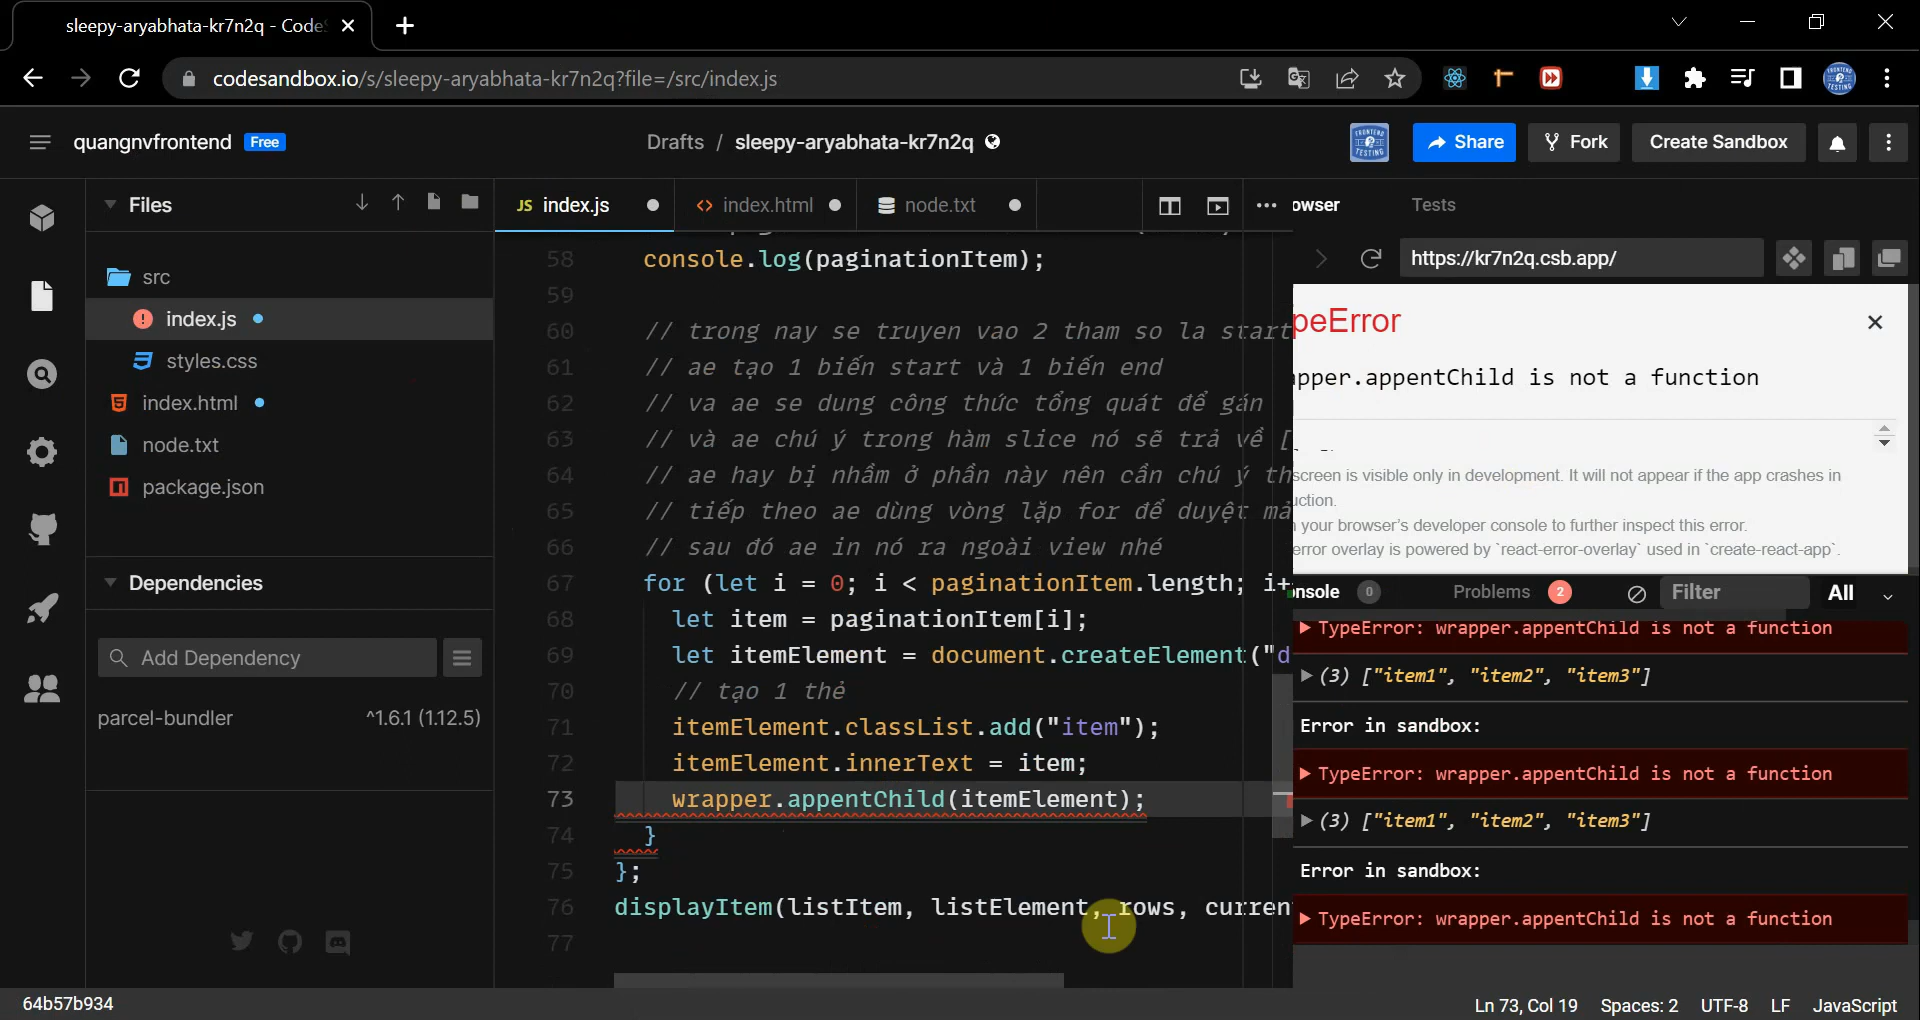 sleepy-aryabhata-kr7n2q - Code
codesandbox.io/s/sleepy-aryabhata-kr7n2q?file=/src/index.js
quangnvfrontend Free
Drafts / sleepy-aryabhata-kr7n2q
FRONTEND TESTING
Share
Fork
Create Sandbox
Files
src
index.js
styles.css
index.html
node.txt
package.json
Dependencies
Add Dependency
parcel-bundler ^1.6.1 (1.12.5)
JS index.js
index.html
node.txt
58 console.log(paginationItem);
59
60 // trong nay se truyen vao 2 tham so la start
61 // ae tạo 1 biến start và 1 biến end
62 // va ae se dung công thức tổng quát để gán
63 // và ae chú ý trong hàm slice nó sẽ trả về [
64 // ae hay bị nhầm ở phần này nên cần chú ý th
65 // tiếp theo ae dùng vòng lặp for để duyệt mả
66 // sau đó ae in nó ra ngoài view nhé
67 for (let i = 0; i < paginationItem.length; i+
68 let item = paginationItem[i];
69 let itemElement = document.createElement("d
70 // tạo 1 thẻ
71 itemElement.classList.add("item");
72 itemElement.innerText = item;
73 wrapper.appentChild(itemElement);
74 }
75 };
76 displayItem(listItem, listElement, rows, curren
77
owser
Tests
https://kr7n2q.csb.app/
peError
apper.appentChild is not a function
screen is visible only in development. It will not appear if the app crashes in
uction.
your browser's developer console to further inspect this error.
error overlay is powered by `react-error-overlay` used in `create-react-app`.
nsole 0
Problems 2
Filter
All
TypeError: wrapper.appentChild is not a function
(3) ["item1", "item2", "item3"]
Error in sandbox:
TypeError: wrapper.appentChild is not a function
(3) ["item1", "item2", "item3"]
Error in sandbox:
TypeError: wrapper.appentChild is not a function
64b57b934
Ln 73, Col 19 Spaces: 2 UTF-8 LF JavaScript